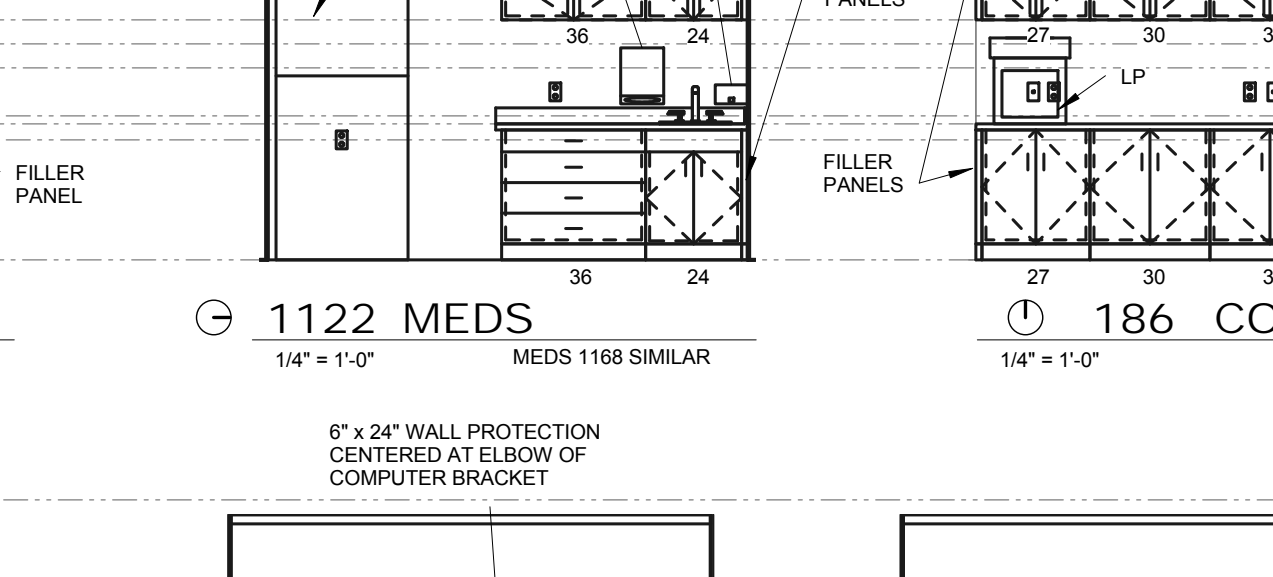 PANELS
36
24
27
30
LP
FILLER
PANEL
FILLER
PANELS
36
24
27
30
1122 MEDS
186
1/4" = 1'-0"
MEDS 1168 SIMILAR
1/4" = 1'-0"
6" x 24" WALL PROTECTION
CENTERED AT ELBOW OF
COMPUTER BRACKET